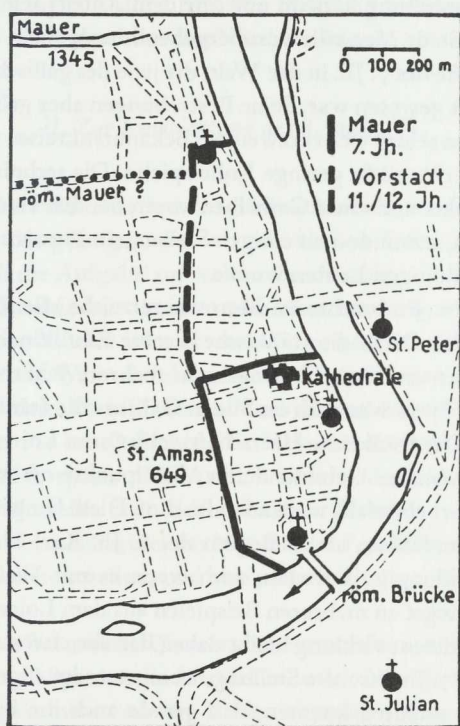 Mauer
1345
0 100 200 m
Mauer
7. Jh.
Vorstadt
11./12. Jh.
röm. Mauer ?
St. Peter
Kathedrale
St. Amans
649
röm. Brücke
St. Julian